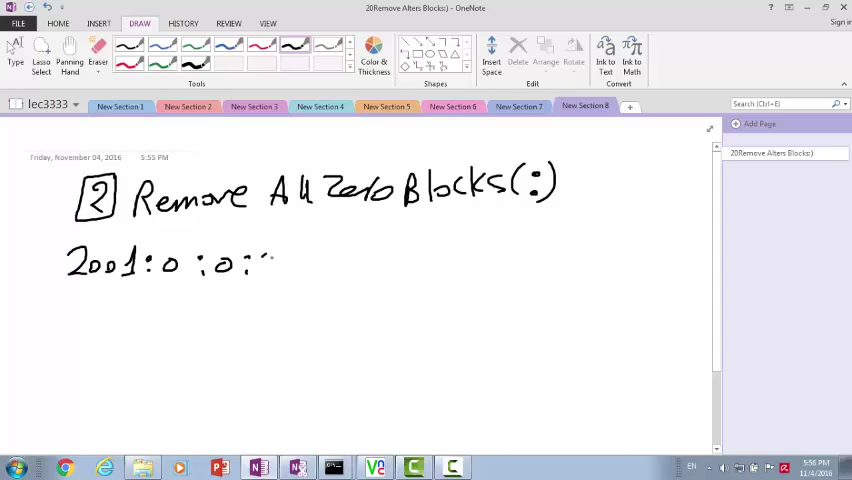 20Remove Alters Blocks:) - OneNote
FILE HOME INSERT DRAW HISTORY REVIEW VIEW
Sign in
Type
Lasso Select
Panning Hand
Eraser
Color & Thickness
Insert Space
Delete
Arrange
Rotate
Ink to Text
Ink to Math
Tools
Shapes
Edit
Convert
lec3333
New Section 1
New Section 2
New Section 3
New Section 4
New Section 5
New Section 6
New Section 7
New Section 8
Search (Ctrl+E)
Add Page
20Remove Alters Blocks:)
Friday, November 04, 2016 5:55 PM
2 Remove All Zero Blocks(:)
2001:0:0:
EN
5:56 PM
11/4/2016